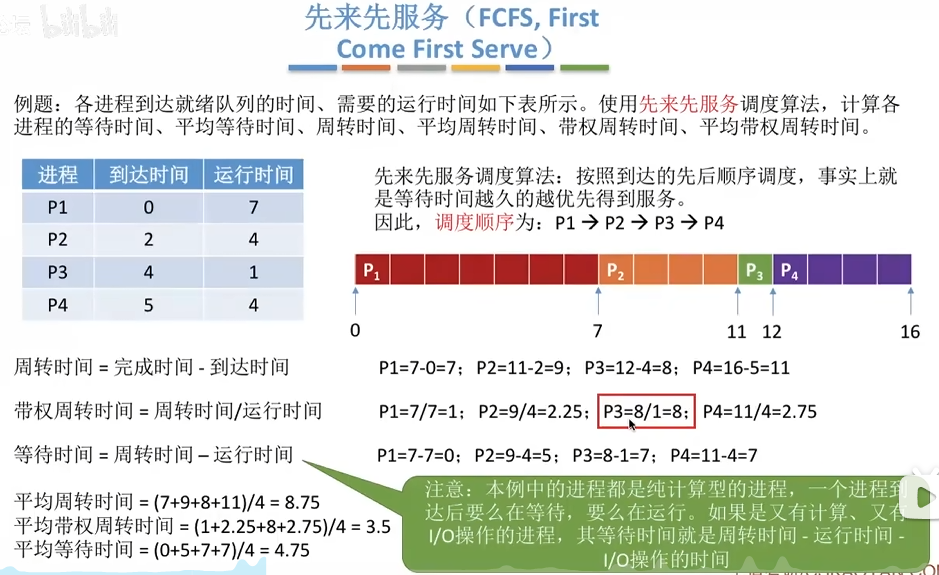 bilibili
先来先服务（FCFS, First
Come First Serve）
例题：各进程到达就绪队列的时间、需要的运行时间如下表所示。使用先来先服务调度算法，计算各
进程的等待时间、平均等待时间、周转时间、平均周转时间、带权周转时间、平均带权周转时间。
进程 到达时间 运行时间
P1 0 7
P2 2 4
P3 4 1
P4 5 4
先来先服务调度算法：按照到达的先后顺序调度，事实上就
是等待时间越久的越优先得到服务。
因此，调度顺序为：P1 → P2 → P3 → P4
P1 P2 P3 P4
0 7 11 12 16
周转时间 = 完成时间 - 到达时间 P1=7-0=7；P2=11-2=9；P3=12-4=8；P4=16-5=11
带权周转时间 = 周转时间/运行时间 P1=7/7=1；P2=9/4=2.25；P3=8/1=8；P4=11/4=2.75
等待时间 = 周转时间 – 运行时间 P1=7-7=0；P2=9-4=5；P3=8-1=7；P4=11-4=7
平均周转时间 = (7+9+8+11)/4 = 8.75
平均带权周转时间 = (1+2.25+8+2.75)/4 = 3.5
平均等待时间 = (0+5+7+7)/4 = 4.75
注意：本例中的进程都是纯计算型的进程，一个进程到
达后要么在等待，要么在运行。如果是又有计算、又有
I/O操作的进程，其等待时间就是周转时间 - 运行时间 -
I/O操作的时间